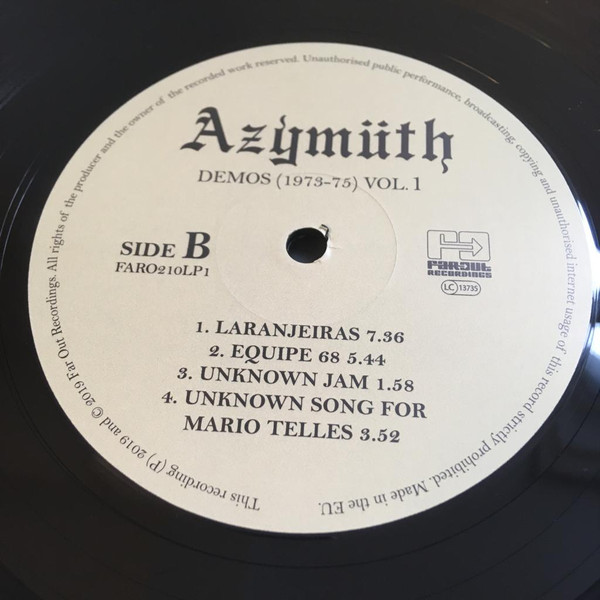 Azymüth
DEMOS (1973-75) VOL. 1
SIDE B
FARO210LP1
FAROUT
RECORDINGS
LC 13735
1. LARANJEIRAS 7.36
2. EQUIPE 68 5.44
3. UNKNOWN JAM 1.58
4. UNKNOWN SONG FOR
MARIO TELLES 3.52
This recording (P) 2019 and © 2019 Far Out Recordings. All rights of the producer and the owner of the recorded work reserved. Unauthorised public performance, broadcasting, copying and unauthorised internet usage of this record strictly prohibited. Made in the EU.